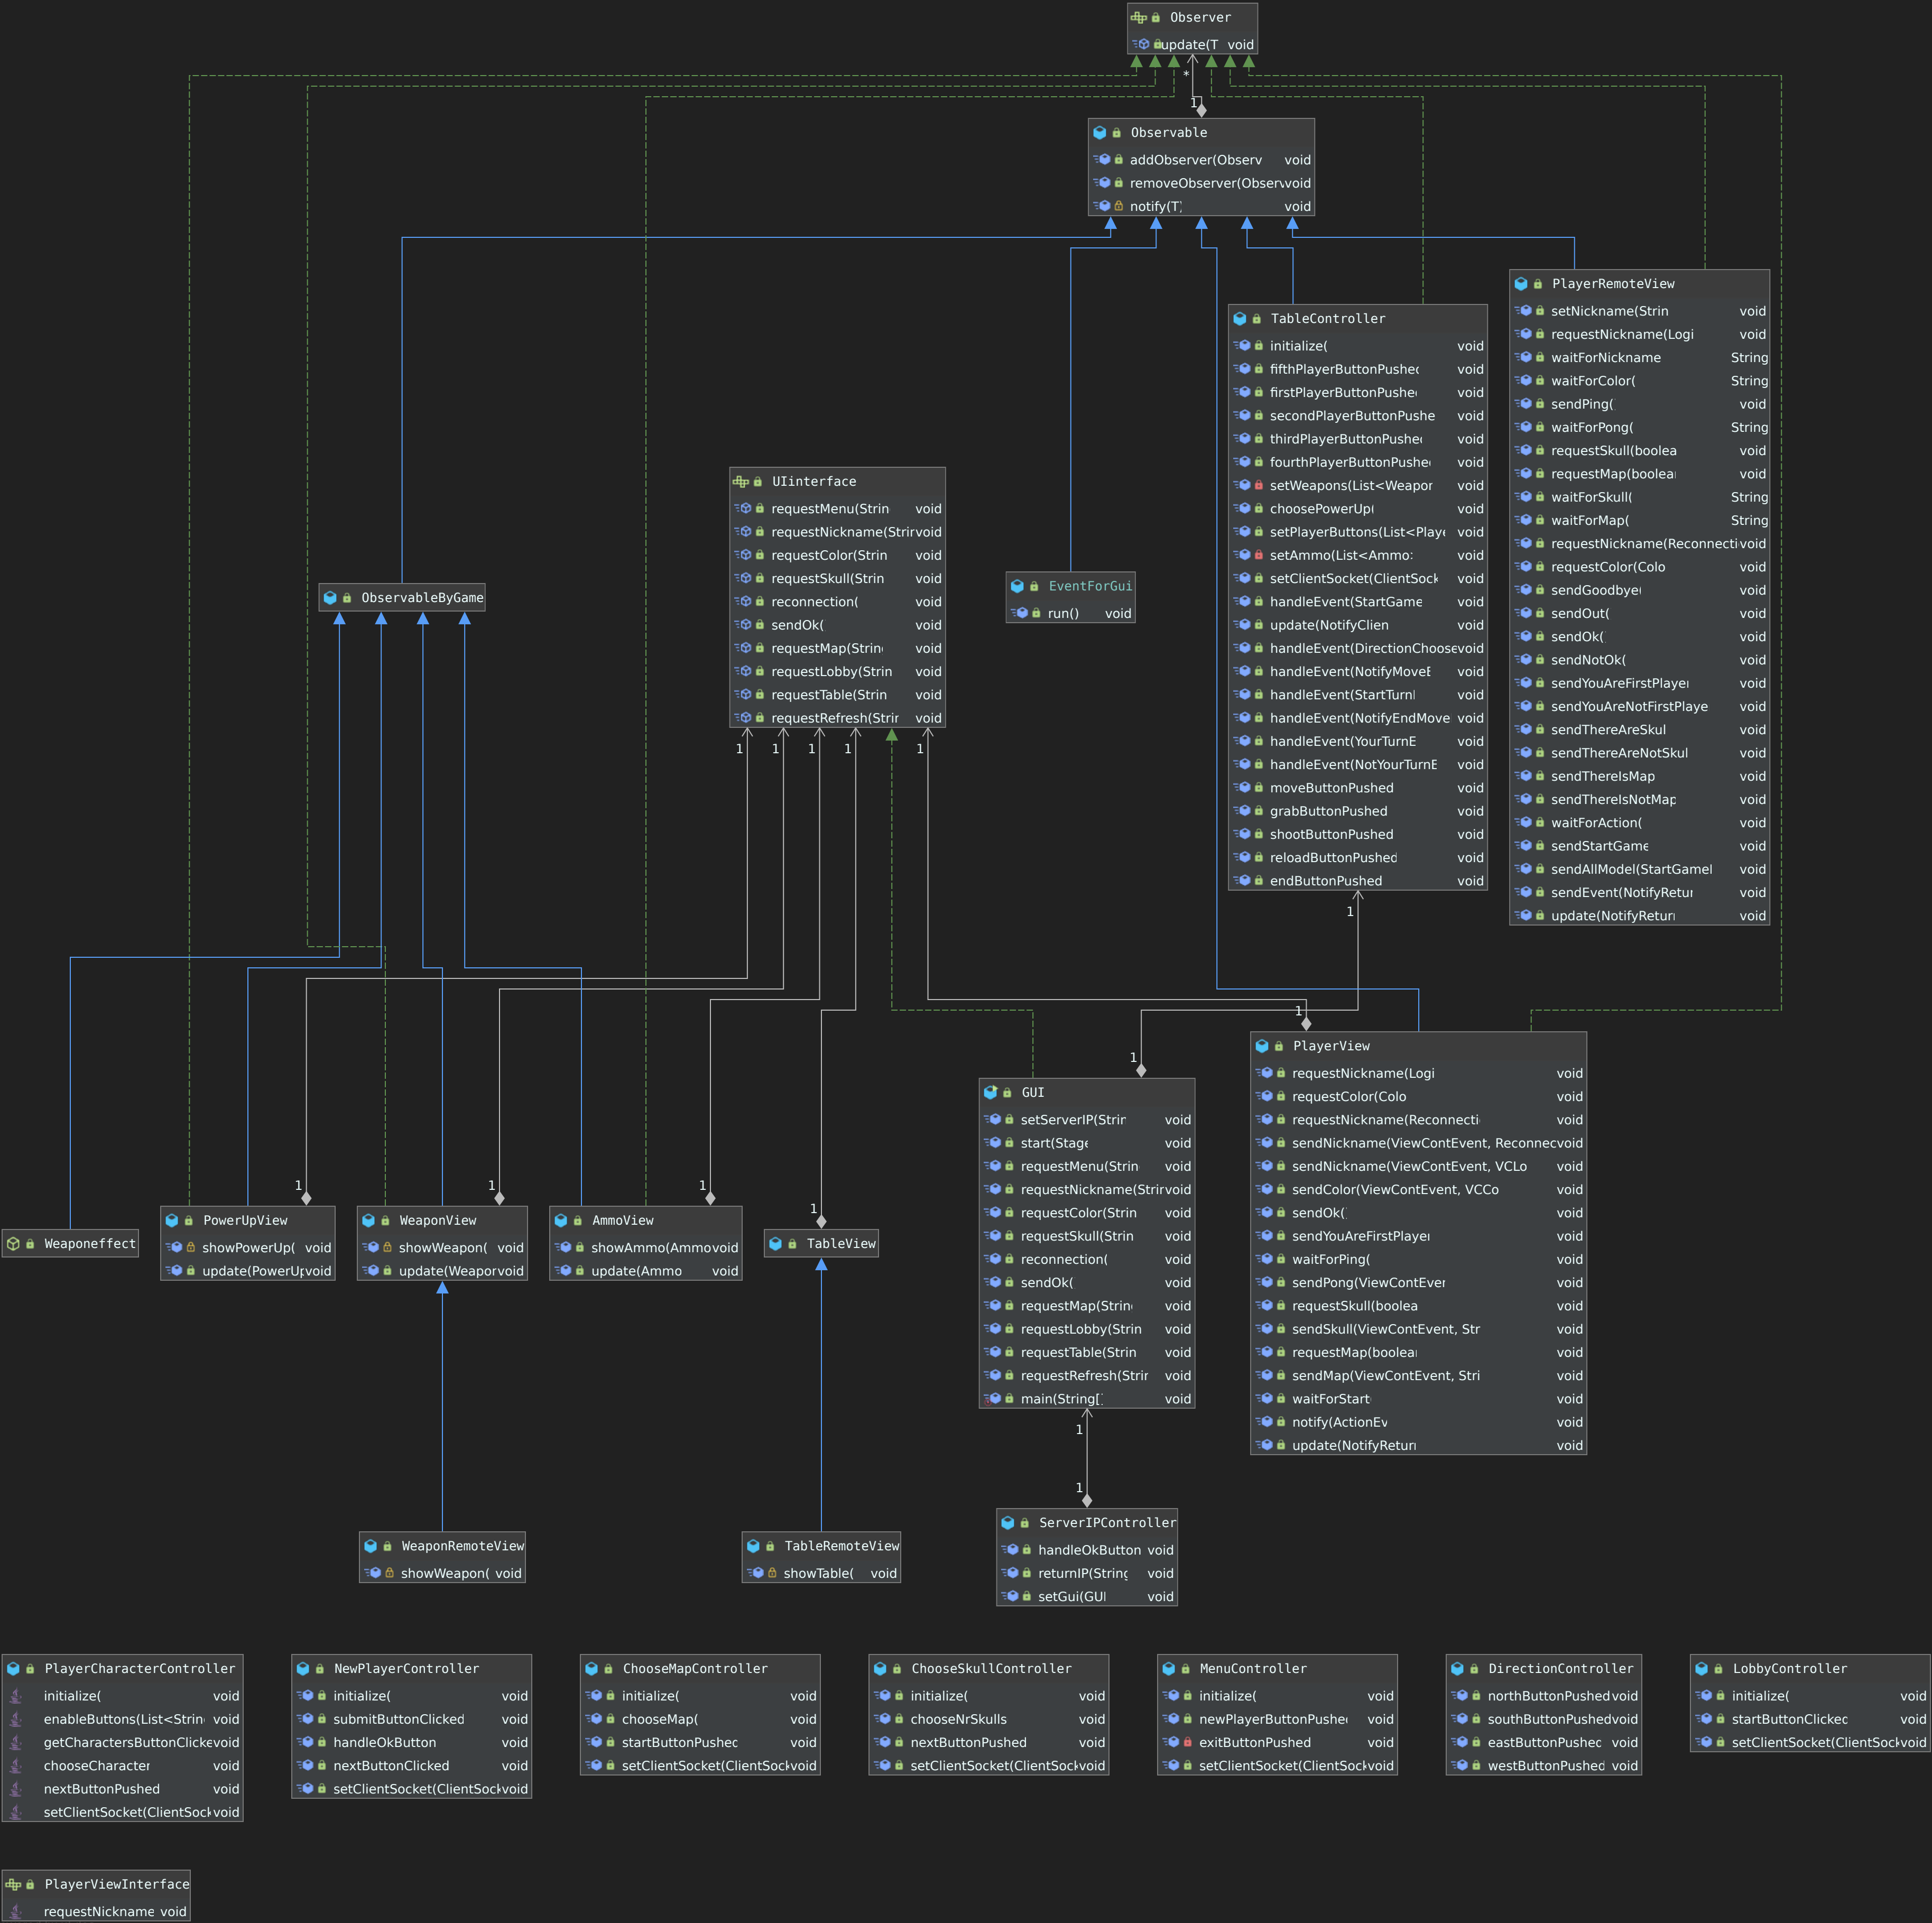 Observer
update(T void
*
1
Observable
addObserver(Observ void
removeObserver(Observ void
notify(T) void
PlayerRemoteView
setNickname(Strin void
requestNickname(Logi void
waitForNickname String
waitForColor( String
sendPing( void
waitForPong( String
requestSkull(boolea void
requestMap(boolea void
waitForSkull( String
waitForMap( String
requestNickname(Reconnecti void
requestColor(Colo void
sendGoodbye( void
sendOut( void
sendOk( void
sendNotOk( void
sendYouAreFirstPlayer void
sendYouAreNotFirstPlaye void
sendThereAreSkul void
sendThereAreNotSkul void
sendThereIsMap void
sendThereIsNotMap void
waitForAction( void
sendStartGame void
sendAllModel(StartGameI void
sendEvent(NotifyRetur void
update(NotifyRetur void
TableController
initialize( void
fifthPlayerButtonPushed void
firstPlayerButtonPushe void
secondPlayerButtonPushe void
thirdPlayerButtonPushed void
fourthPlayerButtonPushe void
setWeapons(List<Weapor void
choosePowerUp( void
setPlayerButtons(List<Playe void
setAmmo(List<Ammo void
setClientSocket(ClientSock void
handleEvent(StartGame void
update(NotifyClien void
handleEvent(DirectionChoose void
handleEvent(NotifyMoveE void
handleEvent(StartTurn void
handleEvent(NotifyEndMove void
handleEvent(YourTurnE void
handleEvent(NotYourTurnE void
moveButtonPushed void
grabButtonPushed void
shootButtonPushed void
reloadButtonPushed void
endButtonPushed void
1
UIinterface
requestMenu(Strin void
requestNickname(Strin void
requestColor(Strin void
requestSkull(Strin void
reconnection( void
sendOk( void
requestMap(Strin void
requestLobby(Strin void
requestTable(Strin void
requestRefresh(Strin void
1 1 1 1 1
EventForGui
run() void
ObservableByGame
1
PlayerView
requestNickname(Logi void
requestColor(Colo void
requestNickname(Reconnecti void
sendNickname(ViewContEvent, Reconnec void
sendNickname(ViewContEvent, VCLo void
sendColor(ViewContEvent, VCCo void
sendOk( void
sendYouAreFirstPlayer void
waitForPing( void
sendPong(ViewContEver void
requestSkull(boolea void
sendSkull(ViewContEvent, Str void
requestMap(boolea void
sendMap(ViewContEvent, Stri void
waitForStart void
notify(ActionEv void
update(NotifyRetur void
1
GUI
setServerIP(Strin void
start(Stage void
requestMenu(Strin void
requestNickname(Strin void
requestColor(Strin void
requestSkull(Strin void
reconnection( void
sendOk( void
requestMap(Strin void
requestLobby(Strin void
requestTable(Strin void
requestRefresh(Strin void
main(String[ void
1
1
Weaponeffect
1
PowerUpView
showPowerUp( void
update(PowerUp void
1
WeaponView
showWeapon( void
update(Weapon void
1
AmmoView
showAmmo(Ammo void
update(Ammo void
1
TableView
WeaponRemoteView
showWeapon( void
TableRemoteView
showTable( void
ServerIPController
handleOkButton void
returnIP(String void
setGui(GUI void
PlayerCharacterController
initialize( void
enableButtons(List<Strin void
getCharactersButtonClicke void
chooseCharacter void
nextButtonPushed void
setClientSocket(ClientSock void
NewPlayerController
initialize( void
submitButtonClicked void
handleOkButton void
nextButtonClicked void
setClientSocket(ClientSock void
ChooseMapController
initialize( void
chooseMap( void
startButtonPushed void
setClientSocket(ClientSock void
ChooseSkullController
initialize( void
chooseNrSkulls void
nextButtonPushed void
setClientSocket(ClientSock void
MenuController
initialize( void
newPlayerButtonPushe void
exitButtonPushed void
setClientSocket(ClientSock void
DirectionController
northButtonPushed void
southButtonPushed void
eastButtonPushed void
westButtonPushed void
LobbyController
initialize( void
startButtonClicked void
setClientSocket(ClientSock void
PlayerViewInterface
requestNickname void